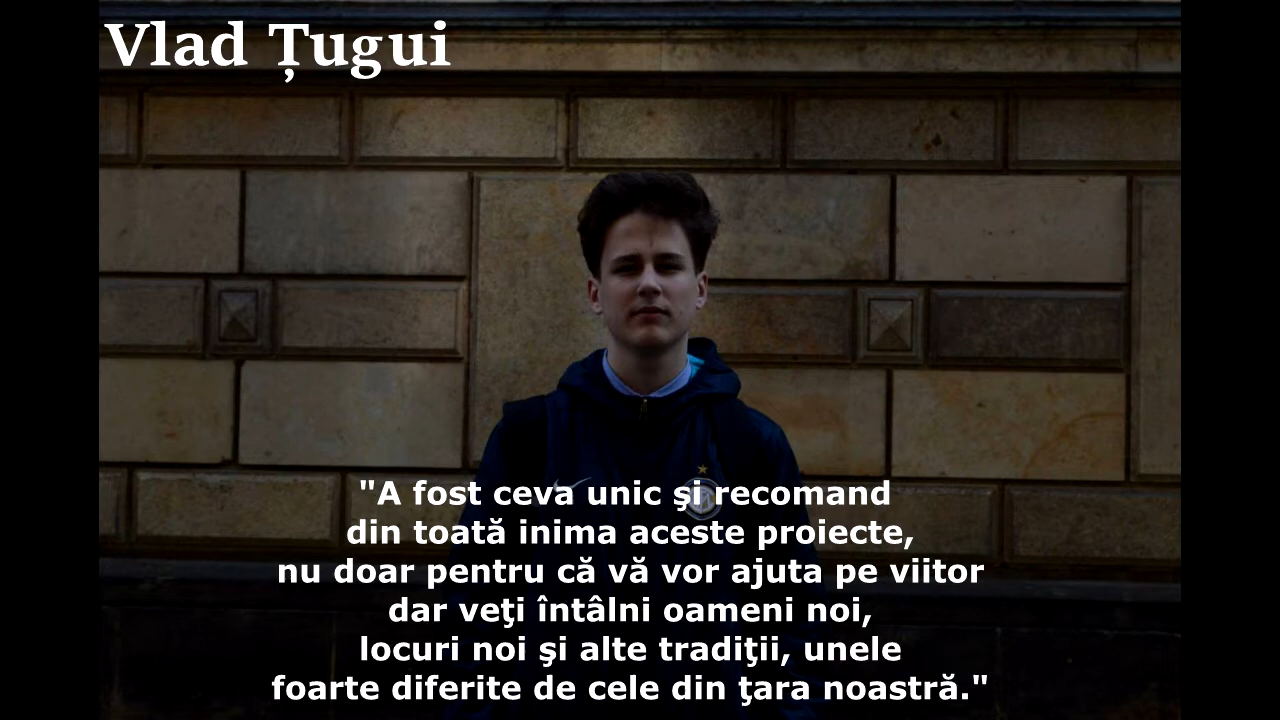 Vlad Țugui
"A fost ceva unic şi recomand
din toată inima aceste proiecte,
nu doar pentru că vă vor ajuta pe viitor
dar veţi întâlni oameni noi,
locuri noi şi alte tradiţii, unele
foarte diferite de cele din ţara noastră."